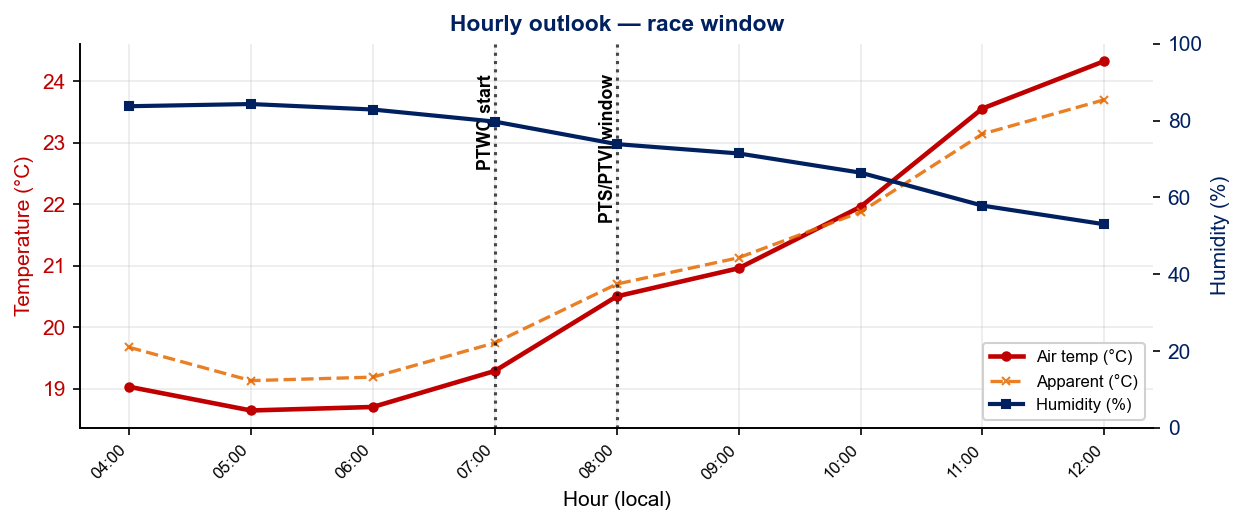 Hourly outlook — race window
Temperature (°C)
24
23
22
21
20
19
100
80
60
40
20
0
Humidity (%)
PTWC start
PTS/PTVI window
Air temp (°C)
Apparent (°C)
Humidity (%)
04:00
05:00
06:00
07:00
08:00
09:00
10:00
11:00
12:00
Hour (local)